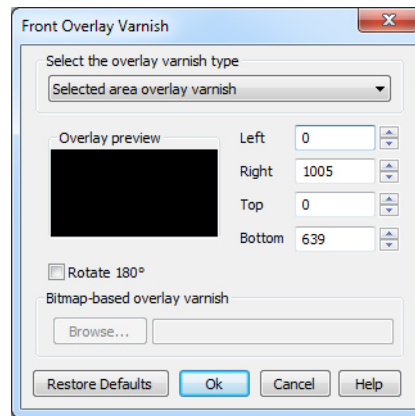 Front Overlay Varnish
Select the overlay varnish type
Selected area overlay varnish
Overlay preview
Left 0
Right 1005
Top 0
Bottom 639
Rotate 180°
Bitmap-based overlay varnish
Browse...
Restore Defaults Ok Cancel Help